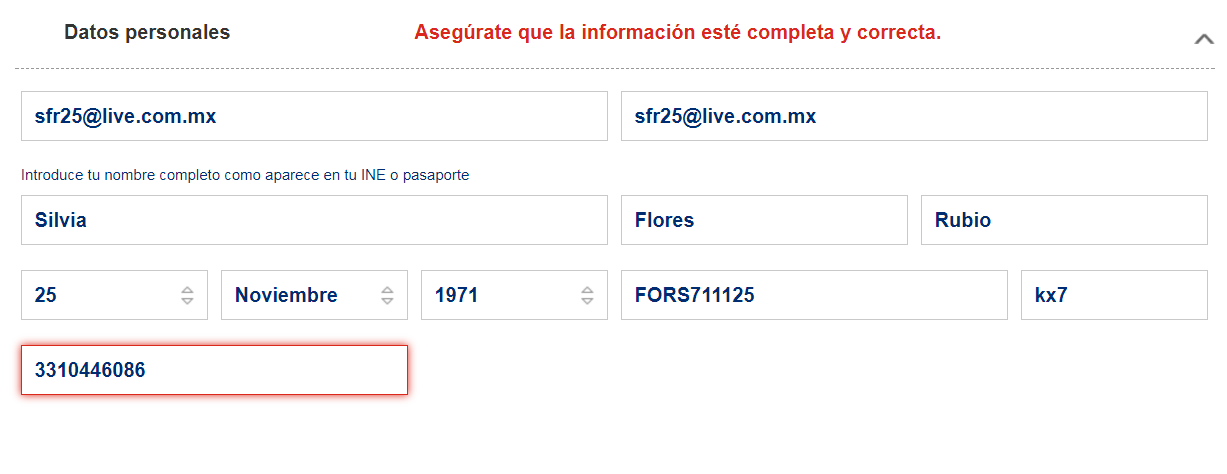 Datos personales Asegúrate que la información esté completa y correcta.
sfr25@live.com.mx sfr25@live.com.mx
Introduce tu nombre completo como aparece en tu INE o pasaporte
Silvia Flores Rubio
25 Noviembre 1971 FORS711125 kx7
3310446086